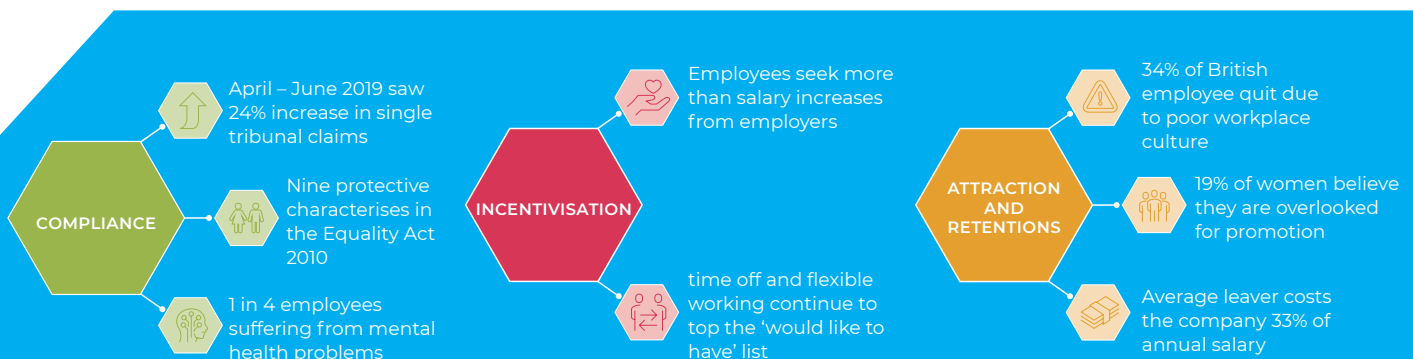 COMPLIANCE
April – June 2019 saw
24% increase in single
tribunal claims
Nine protective
characterises in
the Equality Act
2010
1 in 4 employees
suffering from mental
health problems
INCENTIVISATION
Employees seek more
than salary increases
from employers
time off and flexible
working continue to
top the ‘would like to
have’ list
ATTRACTION
AND
RETENTIONS
34% of British
employee quit due
to poor workplace
culture
19% of women believe
they are overlooked
for promotion
Average leaver costs
the company 33% of
annual salary